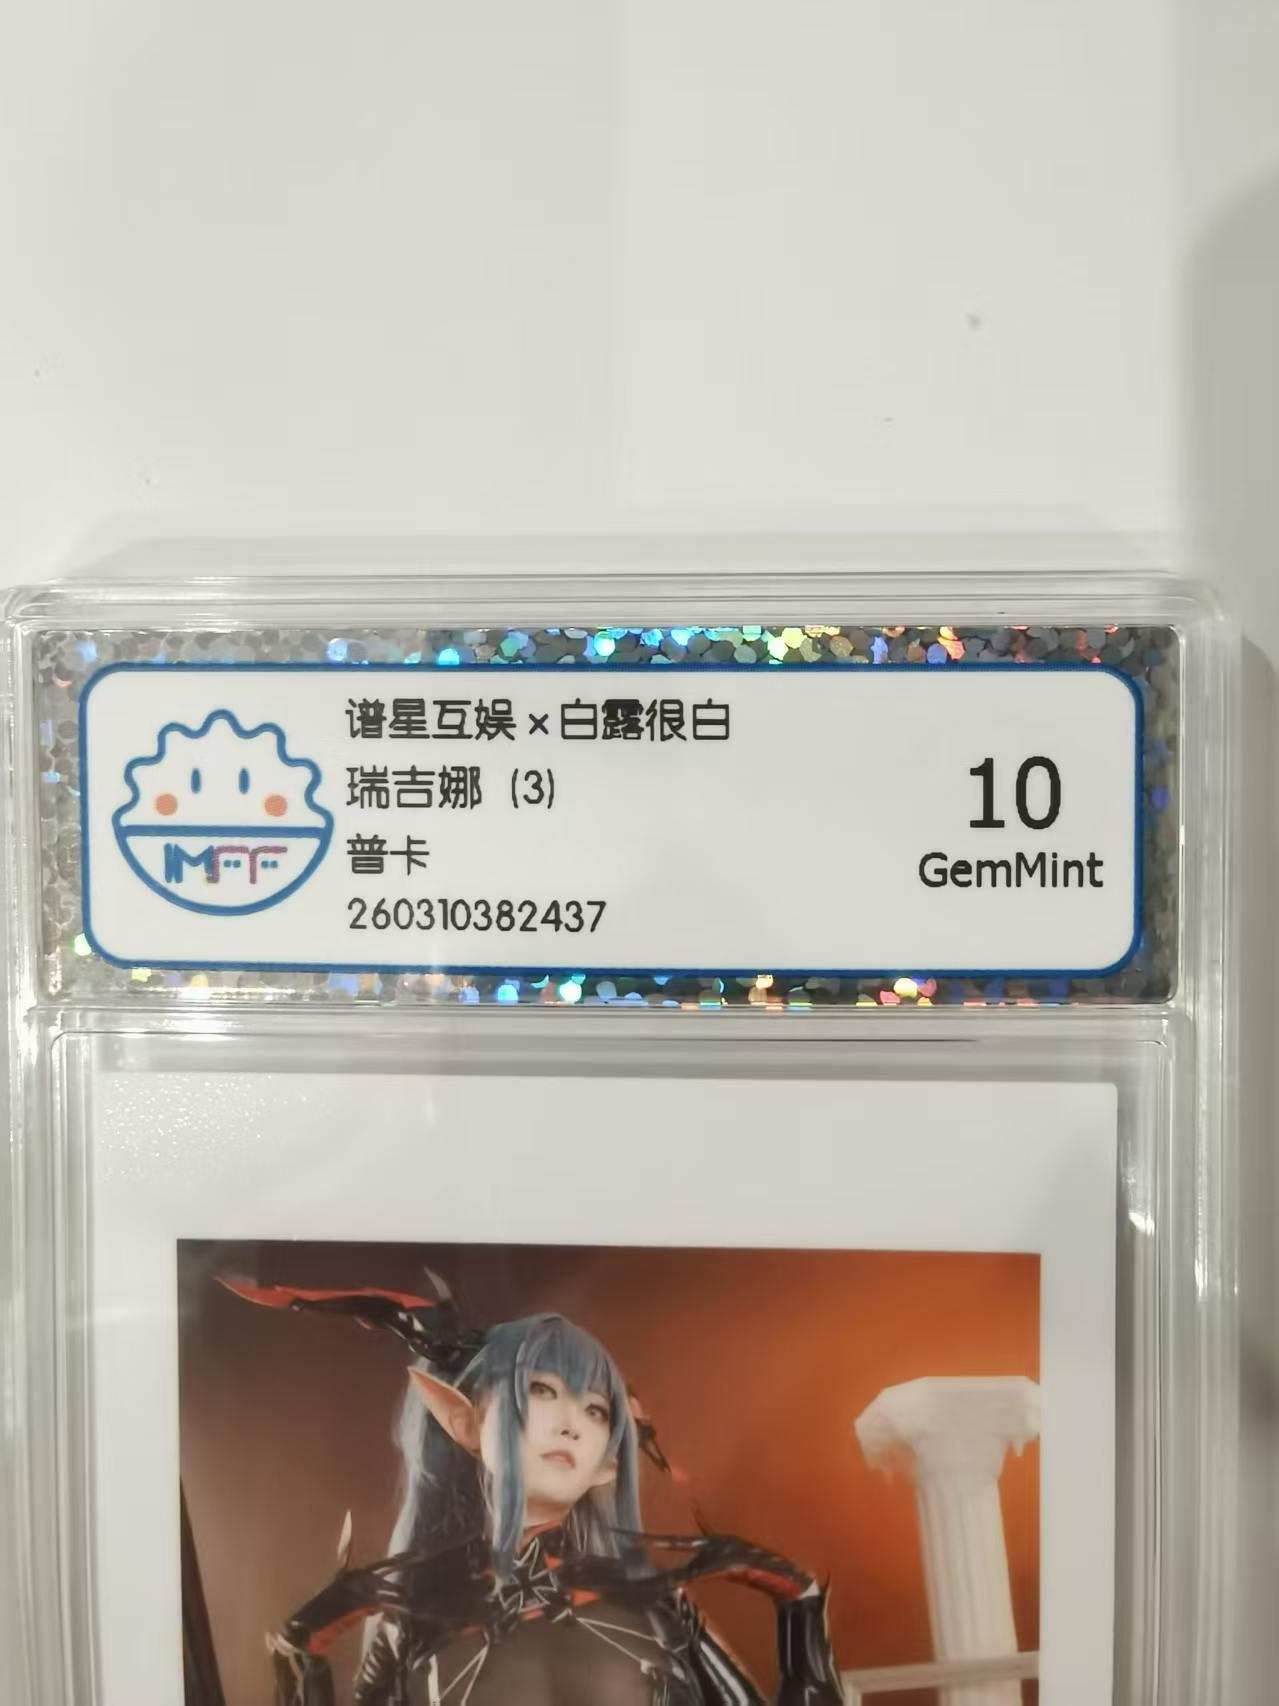 谱星互娱 x 白露很白
瑞吉娜 (3)
普卡
260310382437
10
GemMint